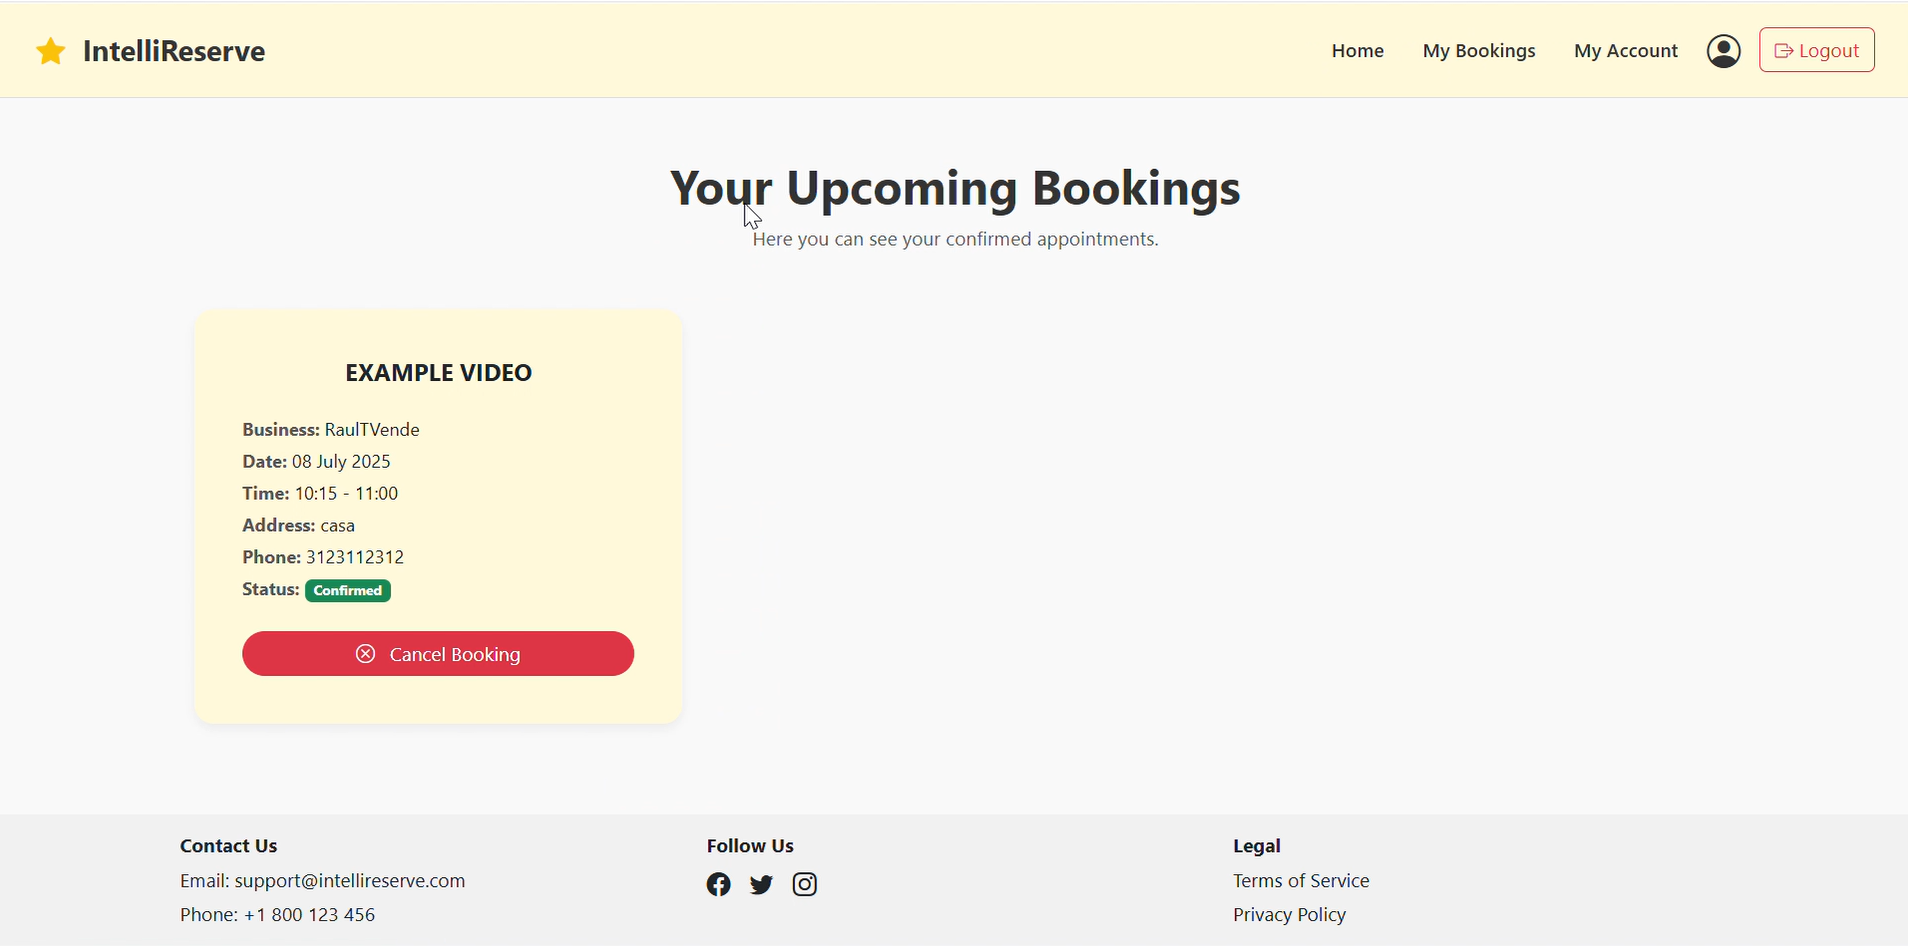 IntelliReserve
Home
My Bookings
My Account
Logout
Your Upcoming Bookings
Here you can see your confirmed appointments.
EXAMPLE VIDEO
Business: RaulTVende
Date: 08 July 2025
Time: 10:15 - 11:00
Address: casa
Phone: 3123112312
Status: Confirmed
Cancel Booking
Contact Us
Email: support@intellireserve.com
Phone: +1 800 123 456
Follow Us
Legal
Terms of Service
Privacy Policy